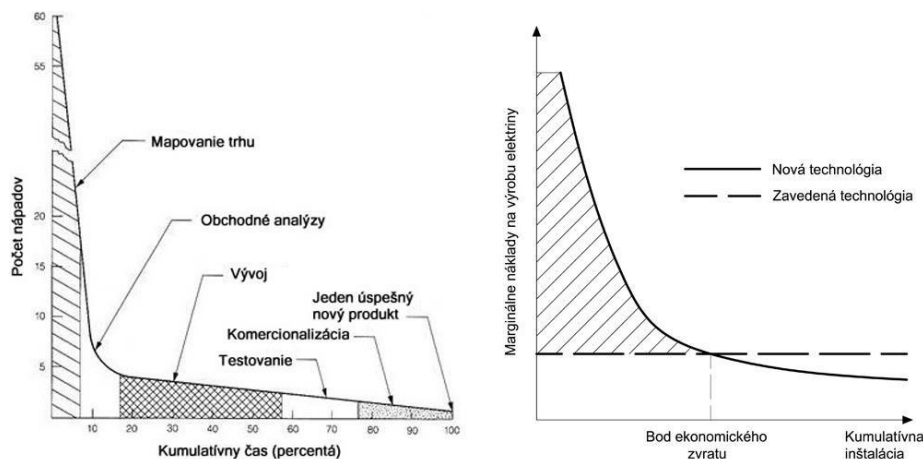 60
55
20
15
10
5
Počet nápadov
Mapovanie trhu
Obchodné analýzy
Vývoj
Jeden úspešný
nový produkt
Komercionalizácia
Testovanie
10 20 30 40 50 60 70 80 90 100
Kumulatívny čas (percentá)
Marginálne náklady na výrobu elektriny
Nová technológia
Zavedená technológia
Bod ekonomického
zvratu
Kumulatívna
inštalácia